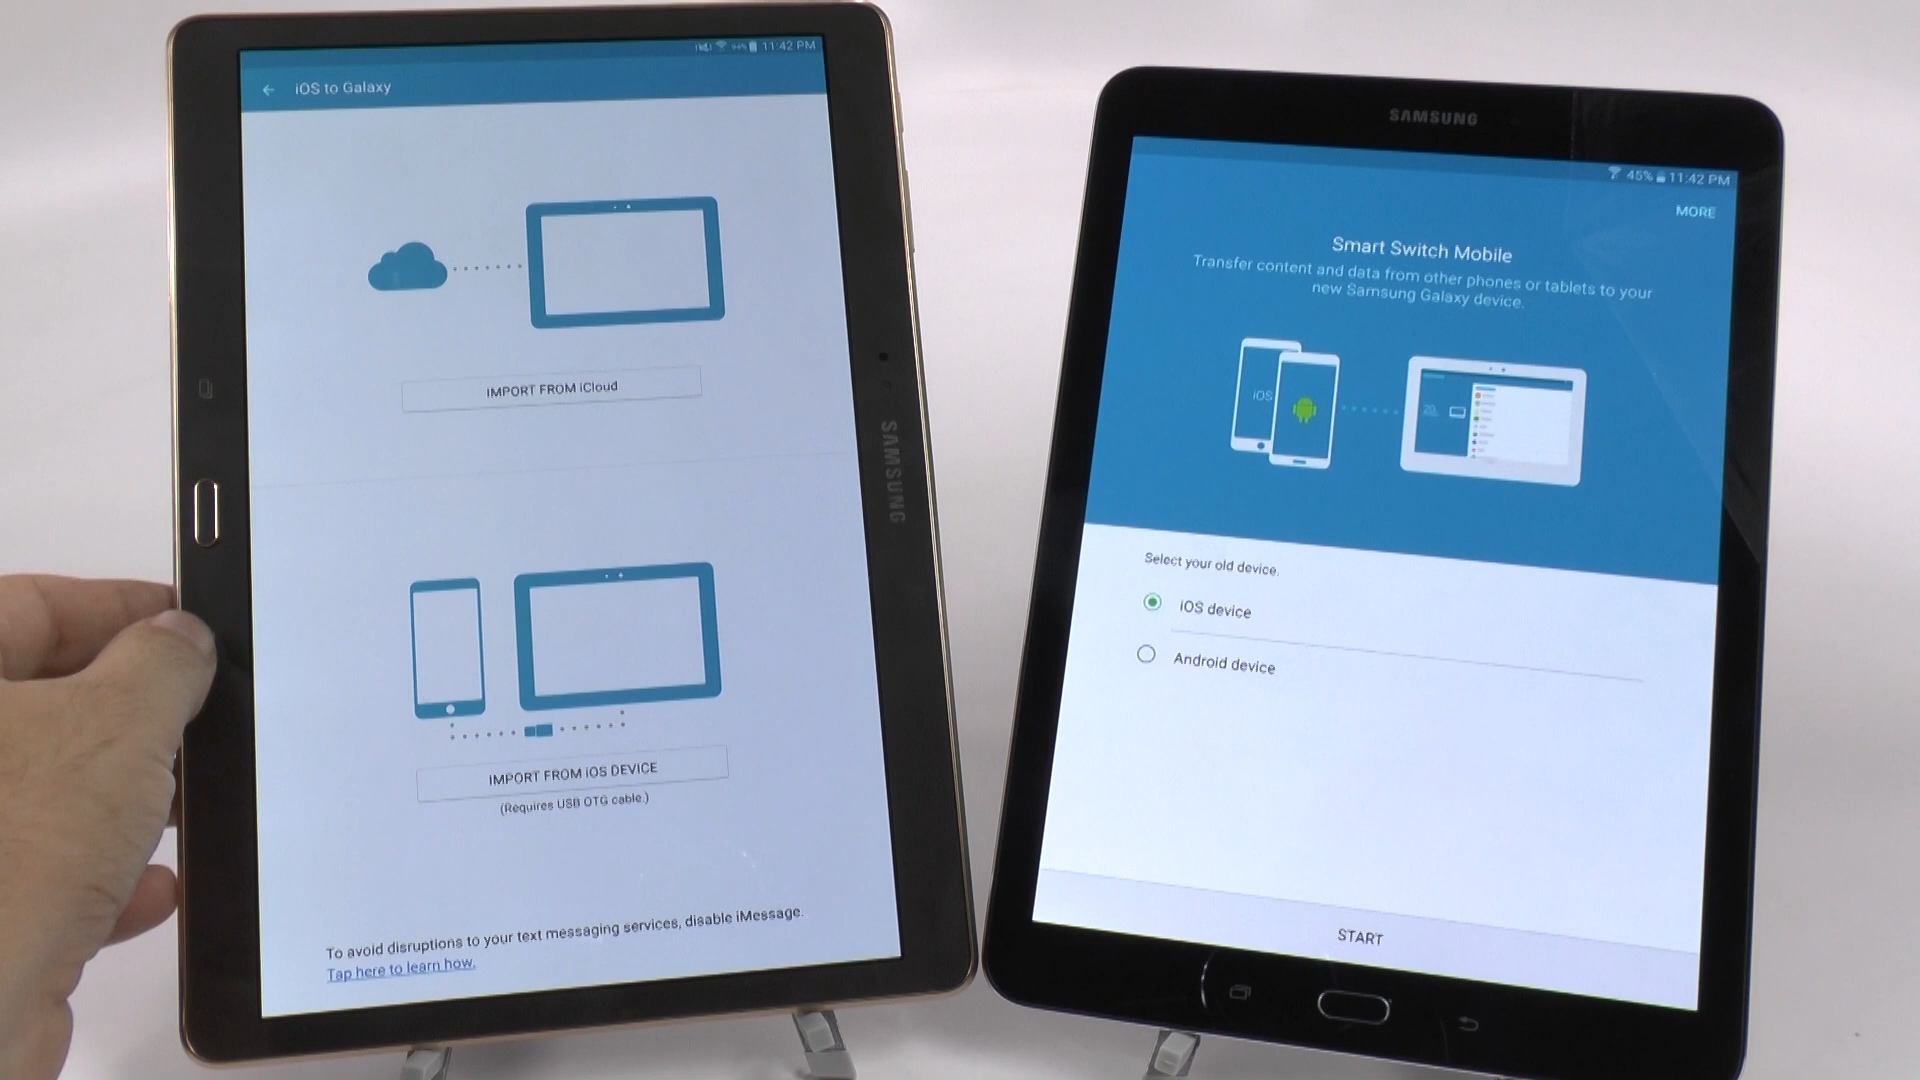 11:42 PM
iOS to Galaxy
IMPORT FROM iCloud
IMPORT FROM iOS DEVICE
(Requires USB OTG cable.)
To avoid disruptions to your text messaging services, disable iMessage.
Tap here to learn how.
SAMSUNG
SAMSUNG
45% 11:42 PM
MORE
Smart Switch Mobile
Transfer content and data from other phones or tablets to your
new Samsung Galaxy device.
iOS
Select your old device.
iOS device
Android device
START